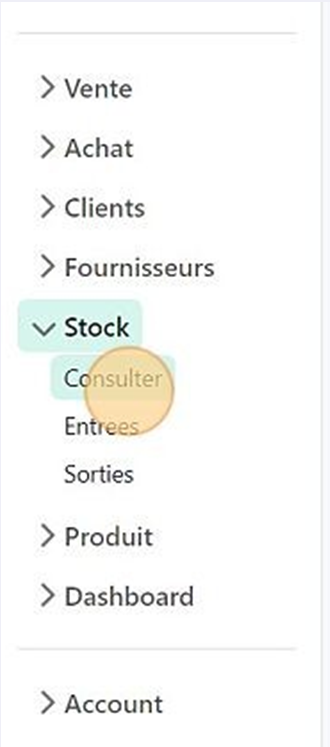 Vente
Achat
Clients
Fournisseurs
Stock
Consulter
Entrees
Sorties
Produit
Dashboard
Account